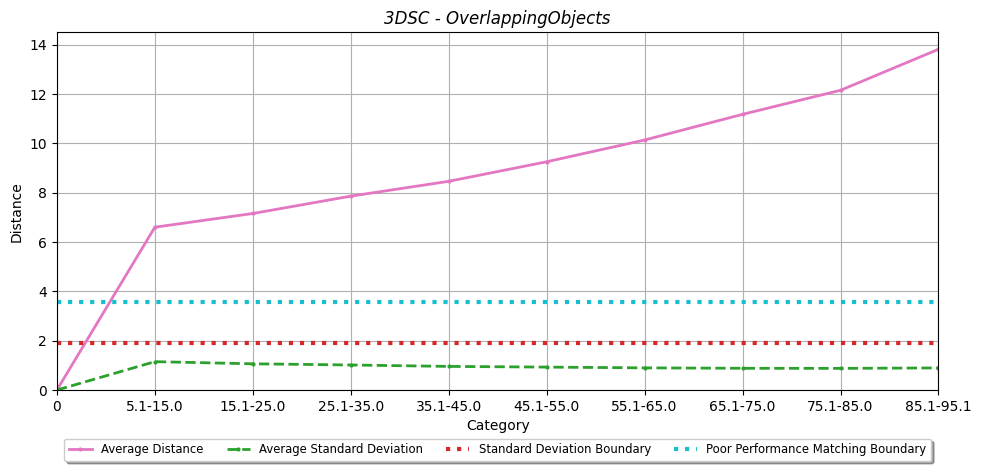 3DSC - OverlappingObjects
14
12
10
8
6
4
2
0
Distance
0 5.1-15.0 15.1-25.0 25.1-35.0 35.1-45.0 45.1-55.0 55.1-65.0 65.1-75.0 75.1-85.0 85.1-95.1
Category
Average Distance Average Standard Deviation Standard Deviation Boundary Poor Performance Matching Boundary